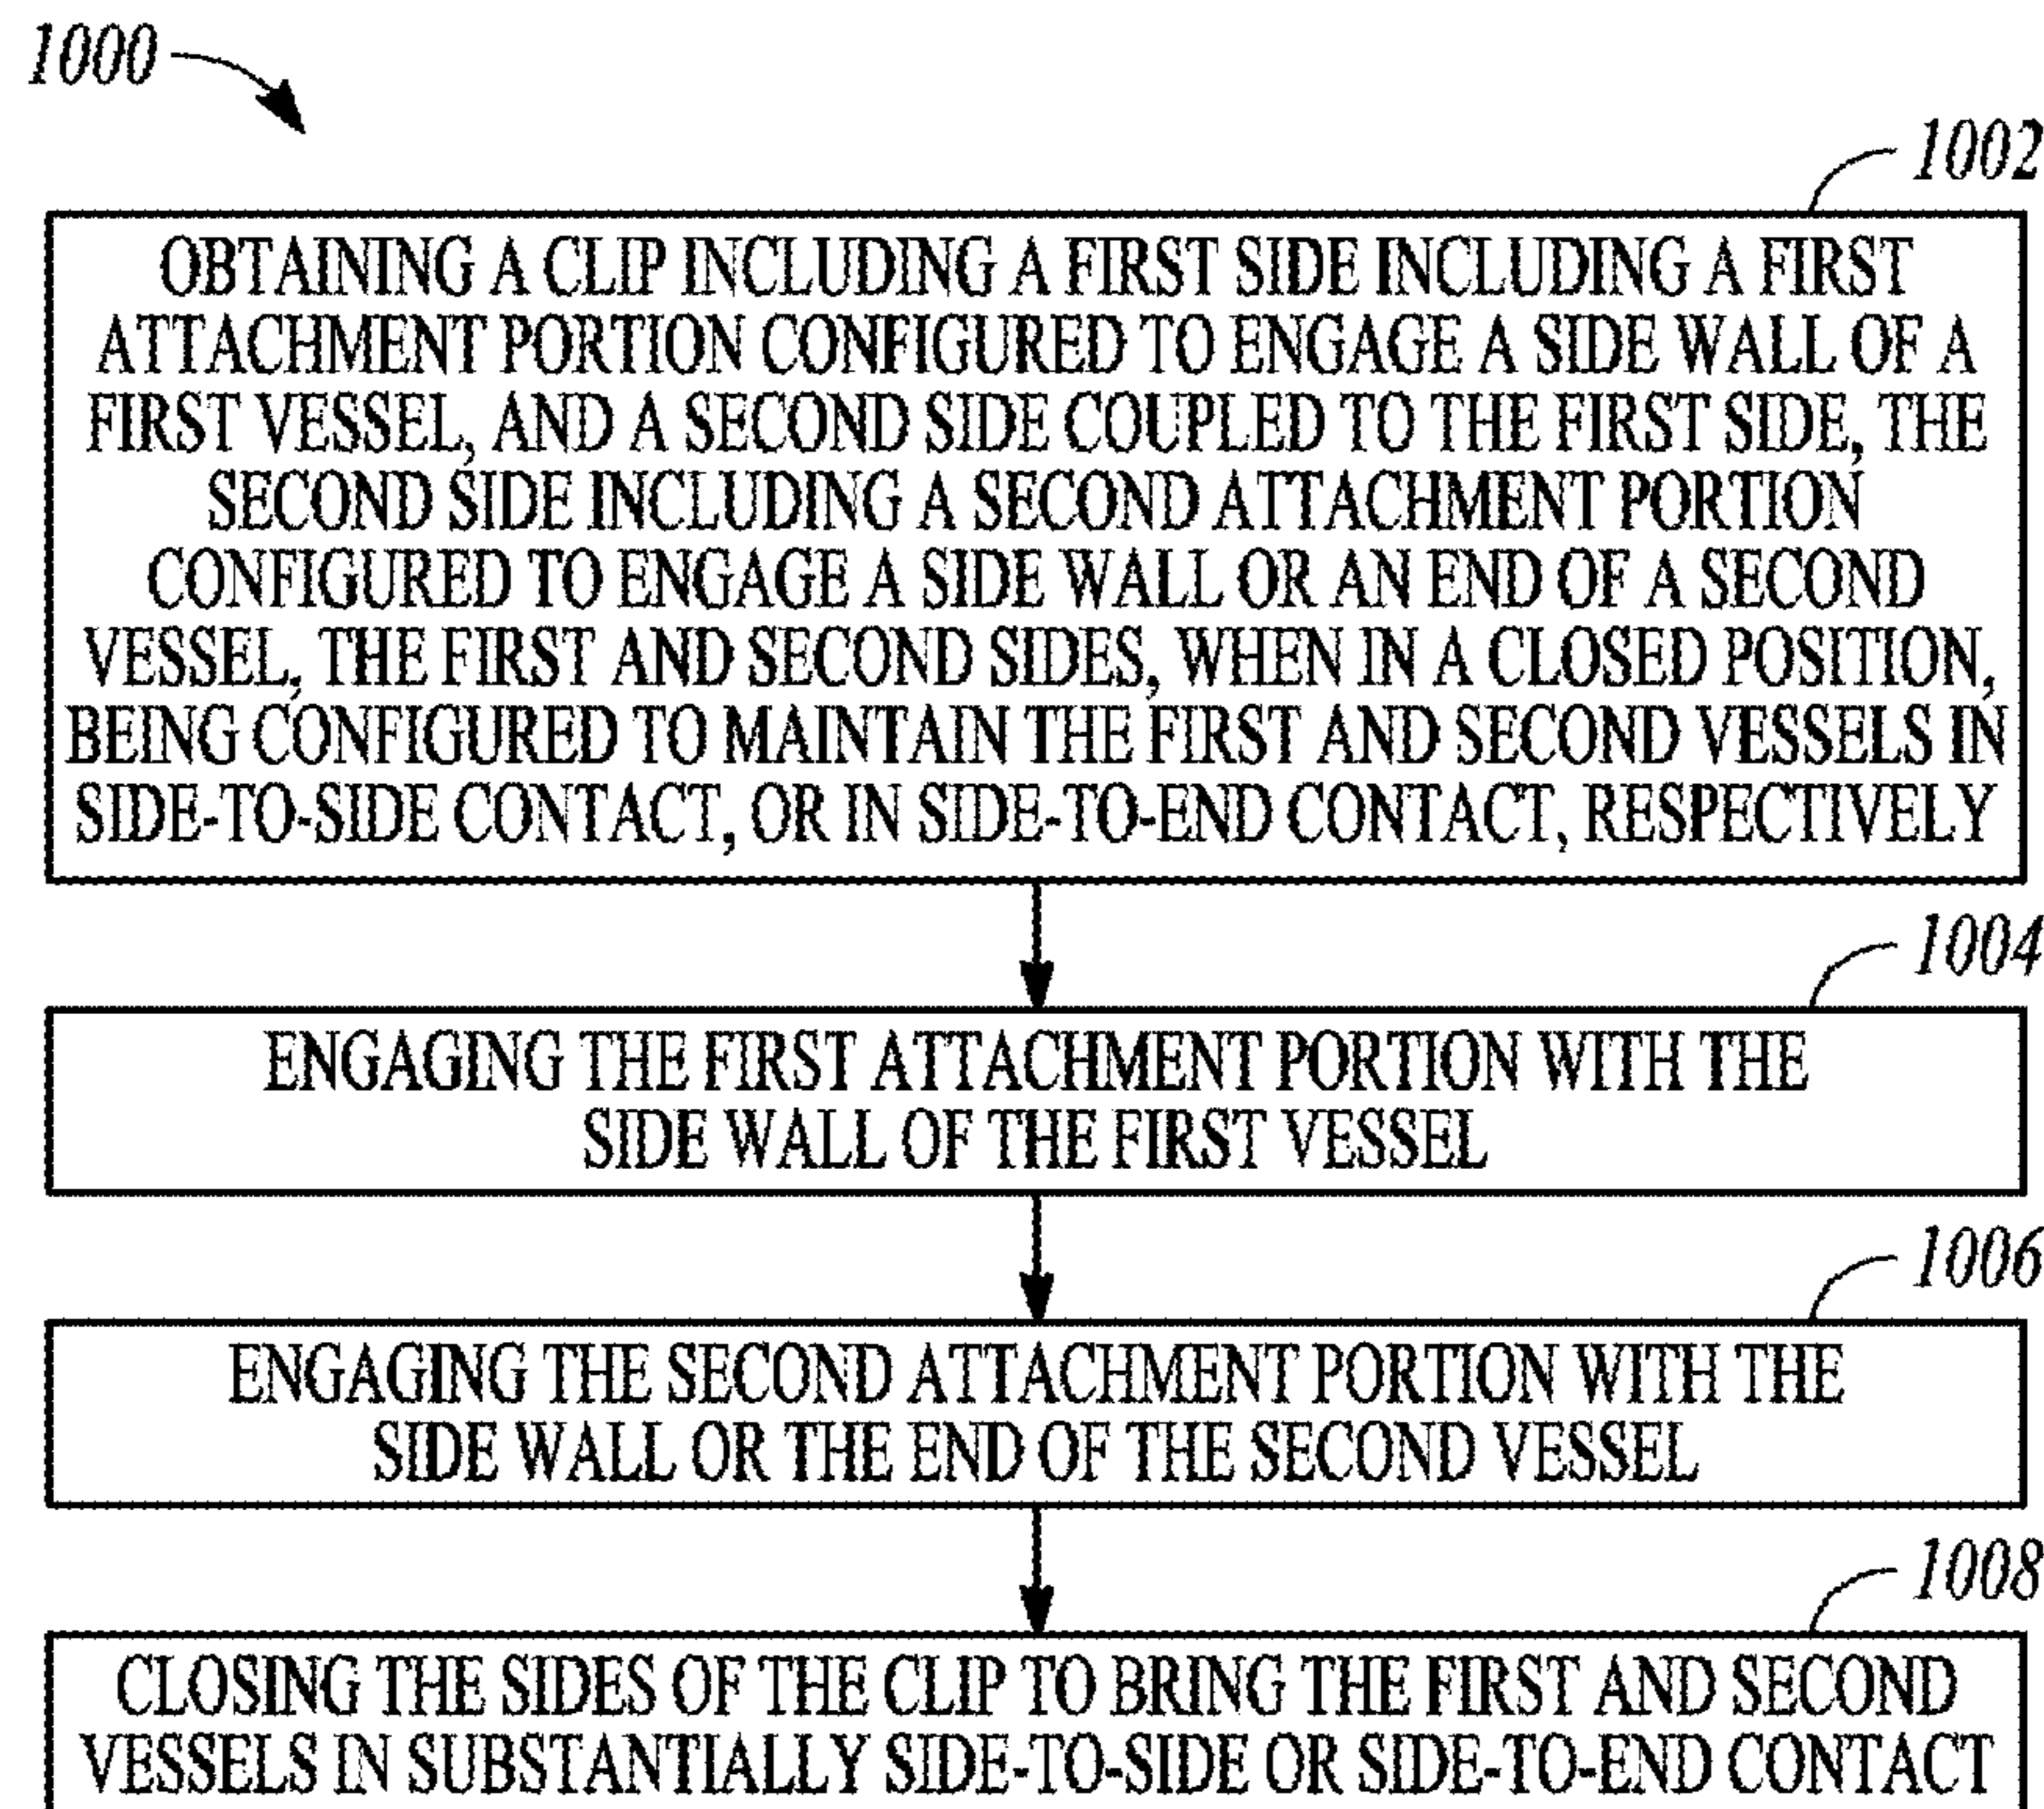 1000
1002
OBTAINING A CLIP INCLUDING A FIRST SIDE INCLUDING A FIRST
ATTACHMENT PORTION CONFIGURED TO ENGAGE A SIDE WALL OF A
FIRST VESSEL, AND A SECOND SIDE COUPLED TO THE FIRST SIDE, THE
SECOND SIDE INCLUDING A SECOND ATTACHMENT PORTION
CONFIGURED TO ENGAGE A SIDE WALL OR AN END OF A SECOND
VESSEL, THE FIRST AND SECOND SIDES, WHEN IN A CLOSED POSITION,
BEING CONFIGURED TO MAINTAIN THE FIRST AND SECOND VESSELS IN
SIDE-TO-SIDE CONTACT, OR IN SIDE-TO-END CONTACT, RESPECTIVELY
1004
ENGAGING THE FIRST ATTACHMENT PORTION WITH THE
SIDE WALL OF THE FIRST VESSEL
1006
ENGAGING THE SECOND ATTACHMENT PORTION WITH THE
SIDE WALL OR THE END OF THE SECOND VESSEL
1008
CLOSING THE SIDES OF THE CLIP TO BRING THE FIRST AND SECOND
VESSELS IN SUBSTANTIALLY SIDE-TO-SIDE OR SIDE-TO-END CONTACT